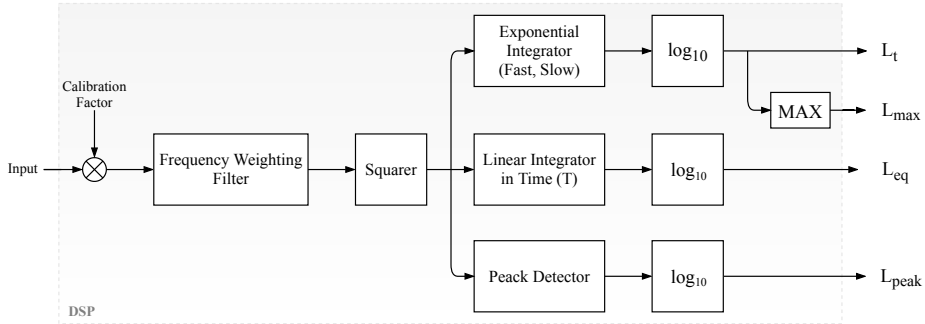 Exponential
Integrator
(Fast, Slow)
log10
Lt
Calibration
Factor
MAX
Lmax
Input
Frequency Weighting
Filter
Squarer
Linear Integrator
in Time (T)
log10
Leq
Peack Detector
log10
Lpeak
DSP